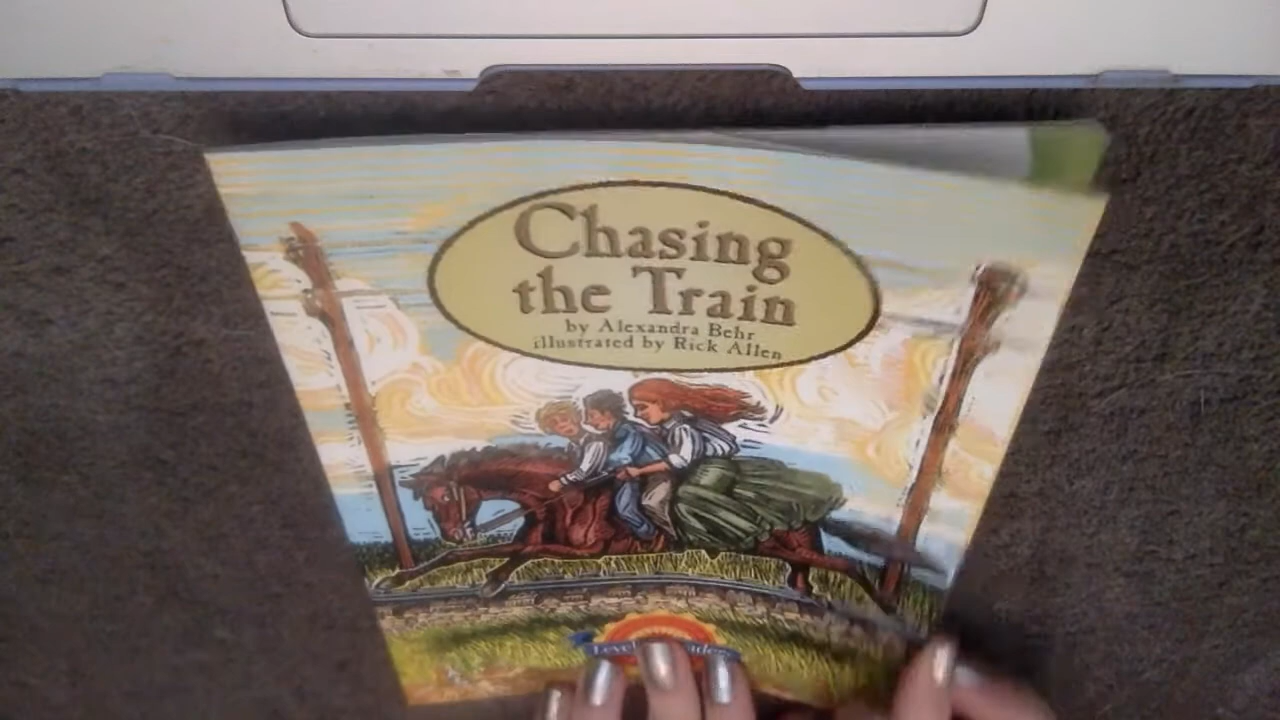 Chasing
the Train
by Alexandra Behr
illustrated by Rick Allen